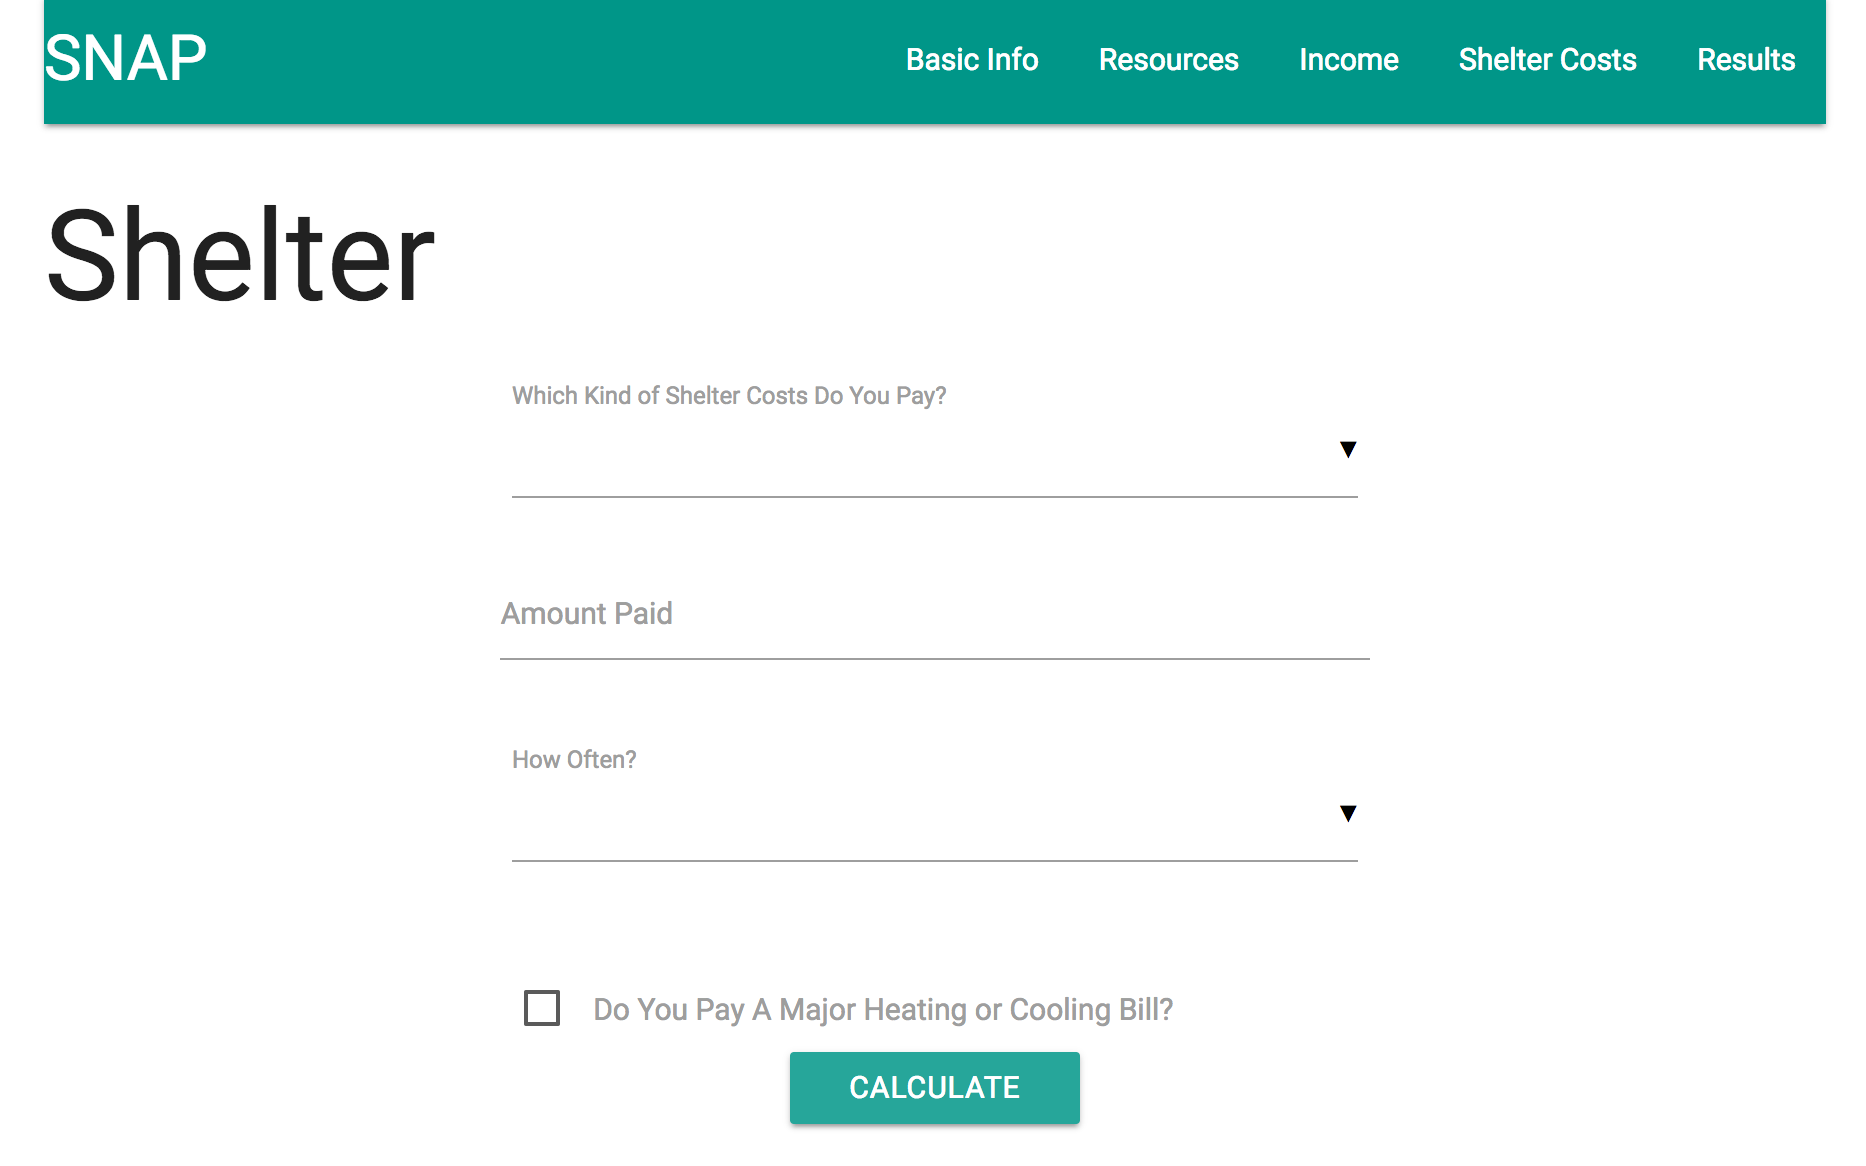 SNAP
Basic Info Resources Income Shelter Costs Results
Shelter
Which Kind of Shelter Costs Do You Pay?
Amount Paid
How Often?
Do You Pay A Major Heating or Cooling Bill?
CALCULATE